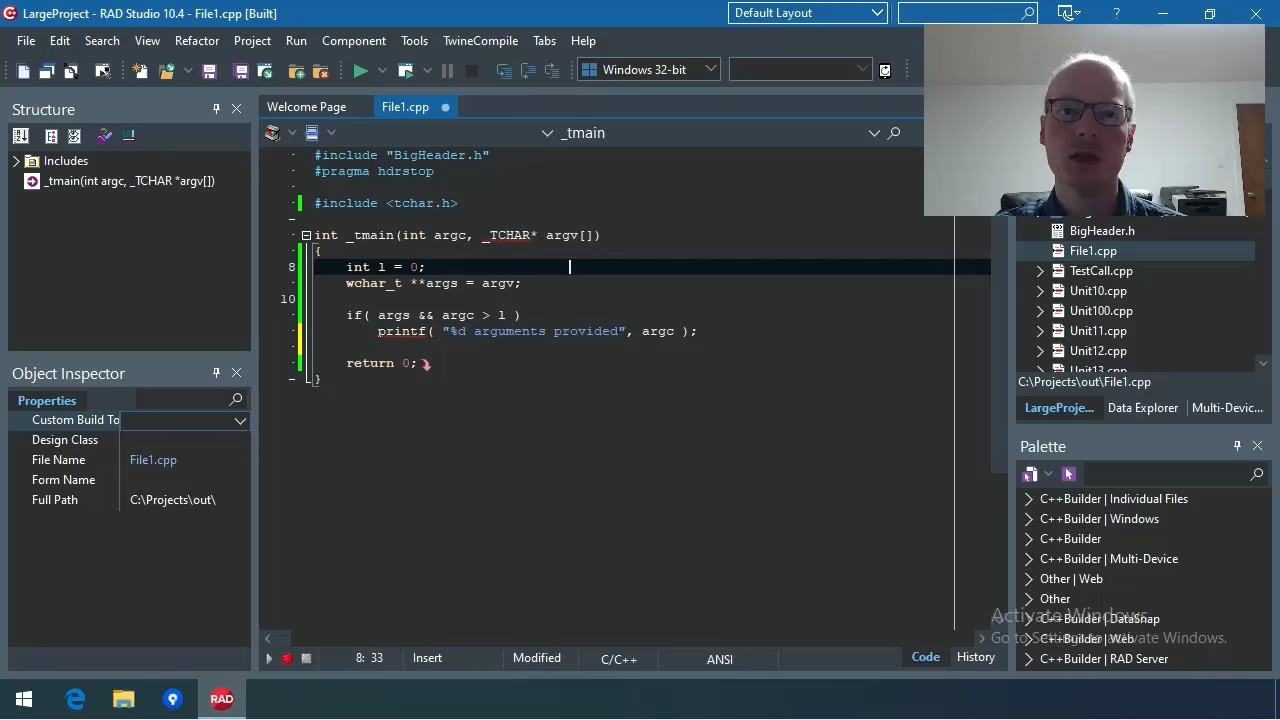 LargeProject - RAD Studio 10.4 - File1.cpp [Built]
Default Layout
?
File Edit Search View Refactor Project Run Component Tools TwineCompile Tabs Help
Windows 32-bit
Structure
Includes
_tmain(int argc, _TCHAR *argv[])
Welcome Page
File1.cpp
_tmain
#include "BigHeader.h"
#pragma hdrstop
#include <tchar.h>
int _tmain(int argc, _TCHAR* argv[])
{
8 int l = 0;
wchar_t **args = argv;
10
if( args && argc > l )
printf( "%d arguments provided", argc );
return 0;
}
BigHeader.h
File1.cpp
TestCall.cpp
Unit10.cpp
Unit100.cpp
Unit11.cpp
Unit12.cpp
Unit13.cpp
C:\Projects\out\File1.cpp
LargeProje... Data Explorer Multi-Devic...
Object Inspector
Properties
Custom Build To
Design Class
File Name File1.cpp
Form Name
Full Path C:\Projects\out\
Palette
C++Builder | Individual Files
C++Builder | Windows
C++Builder
C++Builder | Multi-Device
Other | Web
Other
C++Builder | DataSnap
C++Builder | Web
C++Builder | RAD Server
Activate Windows
Go to Settings to activate Windows.
8: 33 Insert Modified C/C++ ANSI
Code History
RAD